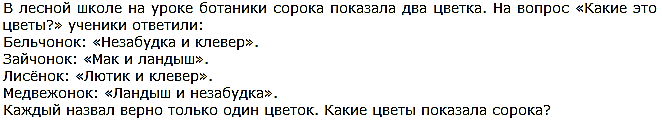 В лесной школе на уроке ботаники сорока показала два цветка. На вопрос «Какие это
цветы?» ученики ответили:
Бельчонок: «Незабудка и клевер».
Зайчонок: «Мак и ландыш».
Лисёнок: «Лютик и клевер».
Медвежонок: «Ландыш и незабудка».
Каждый назвал верно только один цветок. Какие цветы показала сорока?